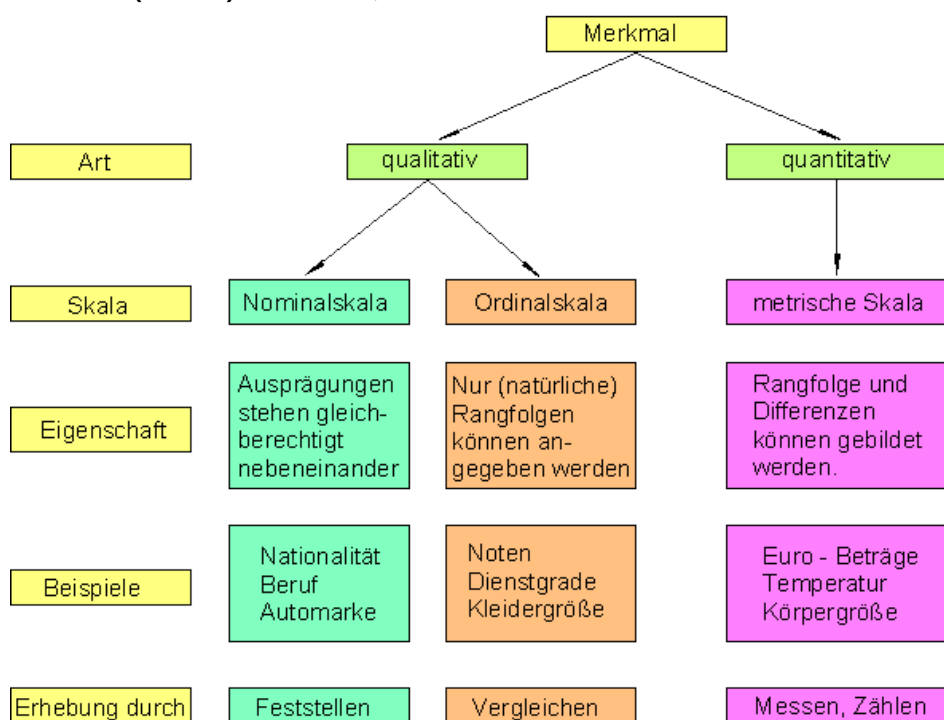 Merkmal
Art
qualitativ
quantitativ
Skala
Nominalskala
Ordinalskala
metrische Skala
Eigenschaft
Ausprägungen
stehen gleich-
berechtigt
nebeneinander
Nur (natürliche)
Rangfolgen
können an-
gegeben werden
Rangfolge und
Differenzen
können gebildet
werden.
Beispiele
Nationalität
Beruf
Automarke
Noten
Dienstgrade
Kleidergröße
Euro - Beträge
Temperatur
Körpergröße
Erhebung durch
Feststellen
Vergleichen
Messen, Zählen